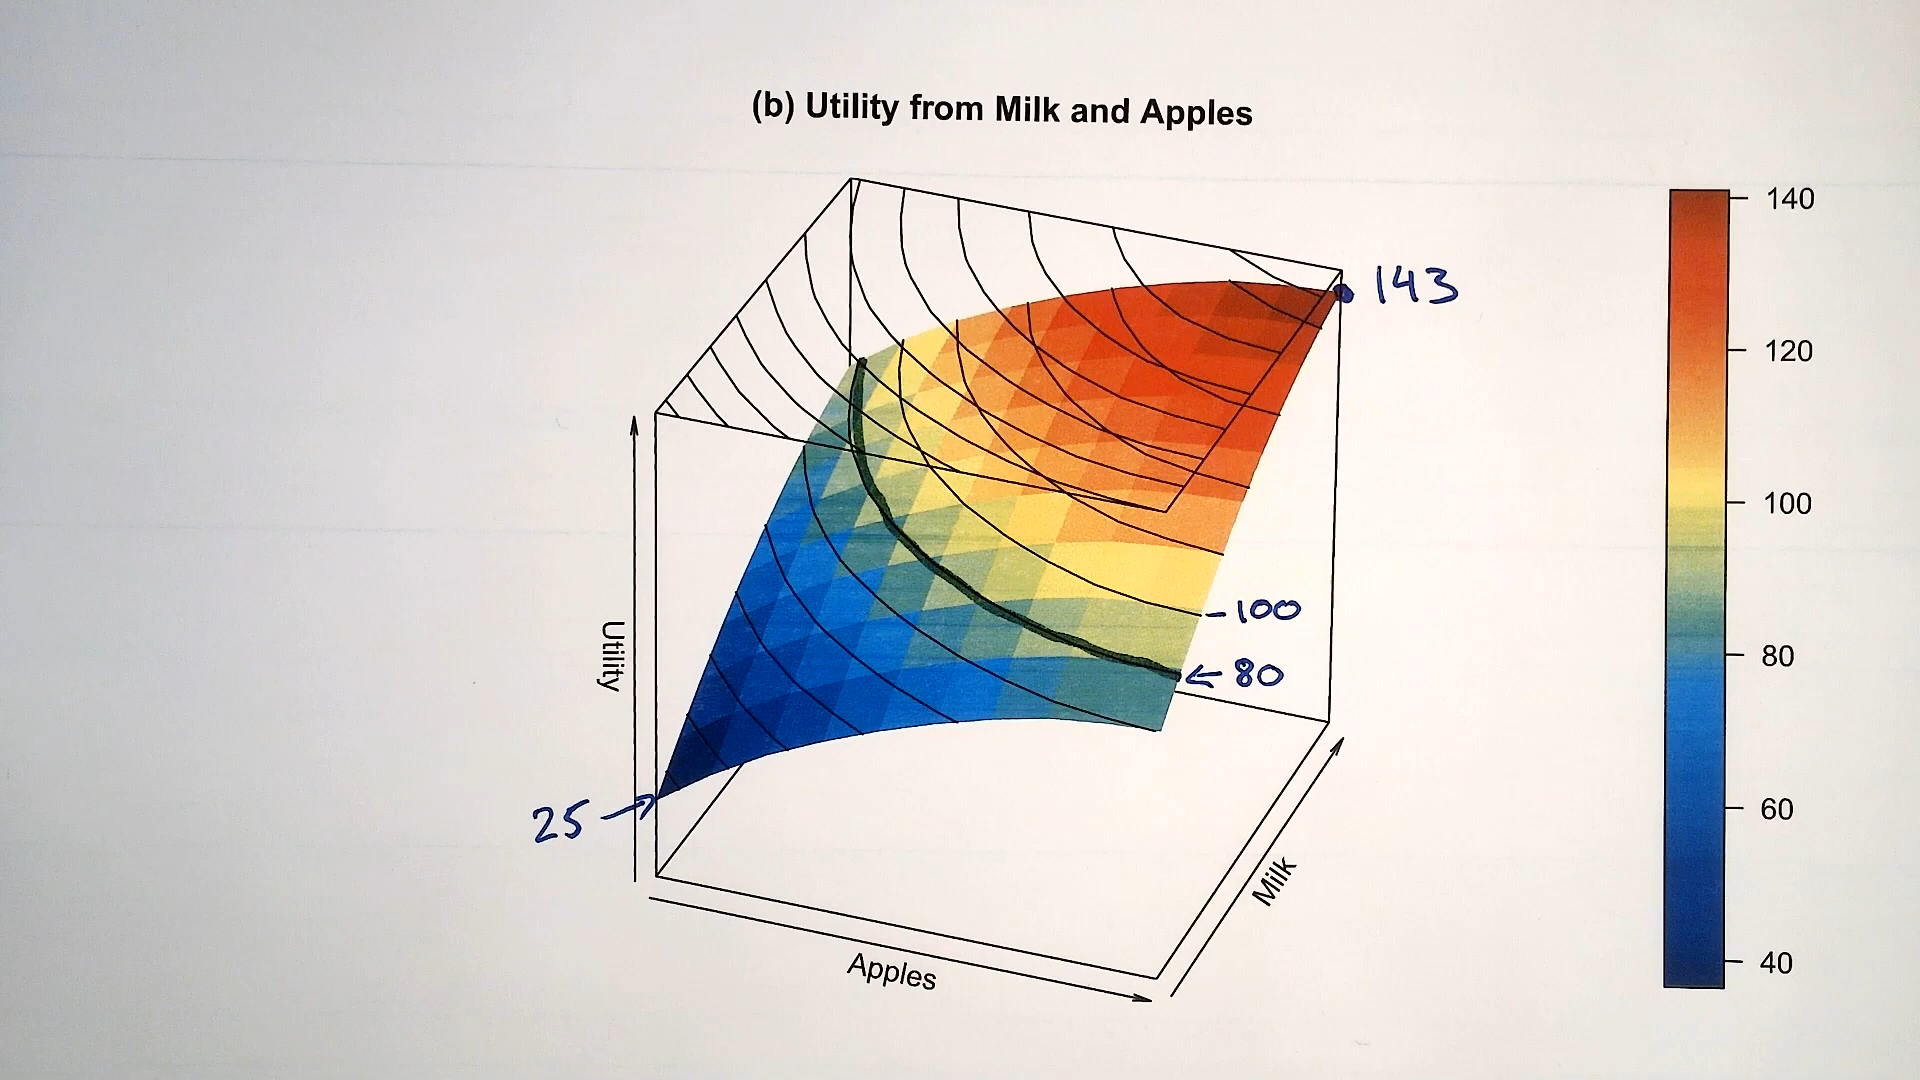 (b) Utility from Milk and Apples
140
143
120
100
-100
Utility
80
← 80
25
60
Milk
40
Apples